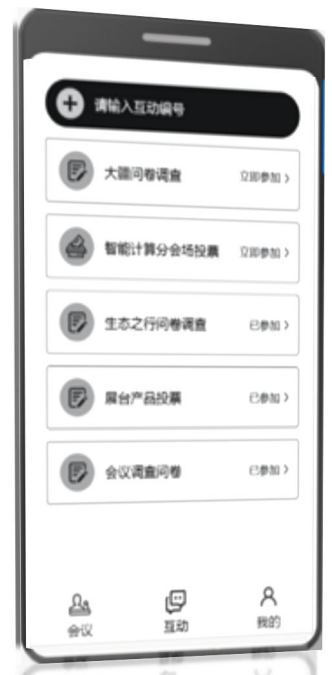 请输入互动编号
大疆问卷调查 立即参加 >
智能计算分会场投票 立即参加 >
生态之行问卷调查 已参加 >
展台产品投票 已参加 >
会议调查问卷 已参加 >
会议 互动 我的